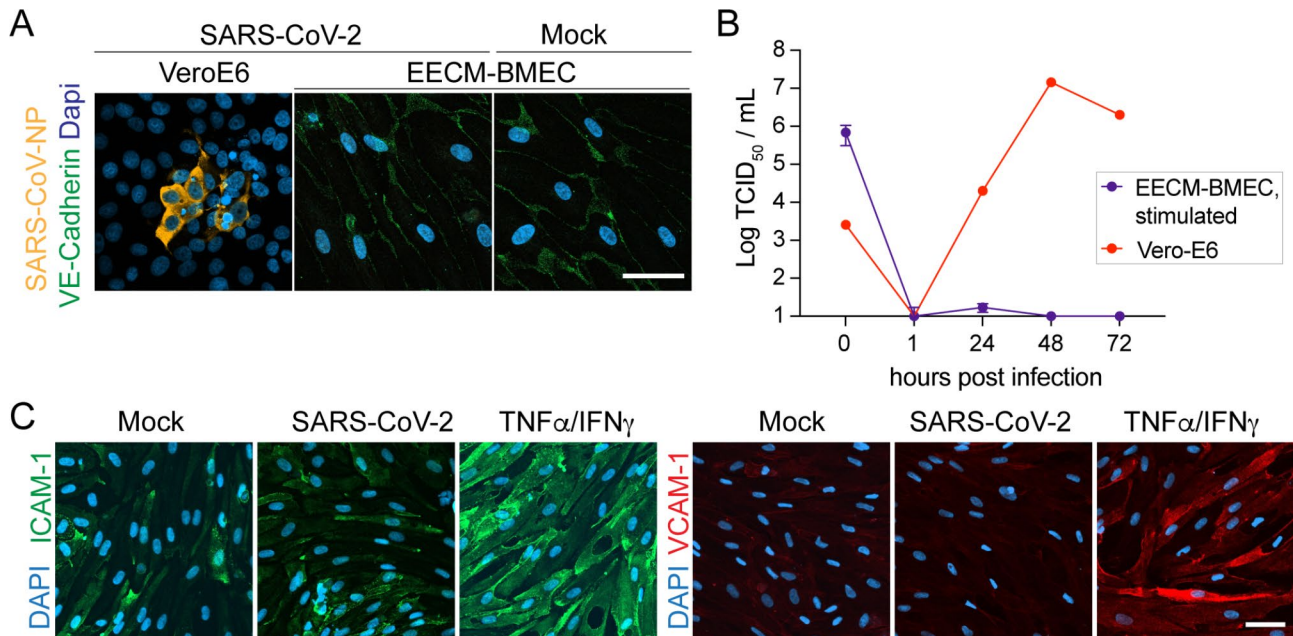 A
SARS-CoV-2
Mock
VeroE6
EECM-BMEC
SARS-CoV-NP
VE-Cadherin Dapi
B
8
7
6
5
4
3
2
1
Log TCID50 / mL
0
1
24
48
72
hours post infection
EECM-BMEC,
stimulated
Vero-E6
C
Mock
SARS-CoV-2
TNFα/IFNγ
DAPI ICAM-1
Mock
SARS-CoV-2
TNFα/IFNγ
DAPI VCAM-1